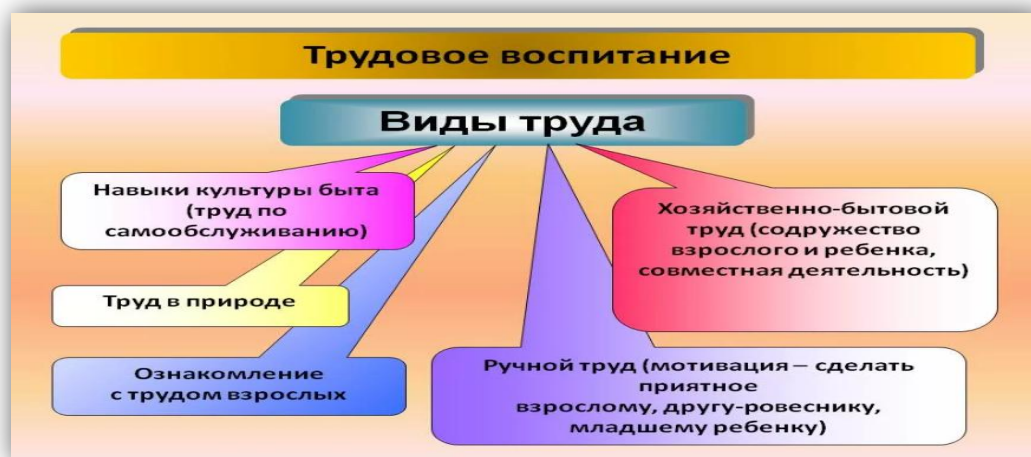 Трудовое воспитание
Виды труда
Навыки культуры быта
(труд по
самообслуживанию)
Хозяйственно-бытовой
труд (содружество
взрослого и ребенка,
совместная деятельность)
Труд в природе
Ознакомление
с трудом взрослых
Ручной труд (мотивация – сделать
приятное
взрослому, другу-ровеснику,
младшему ребенку)